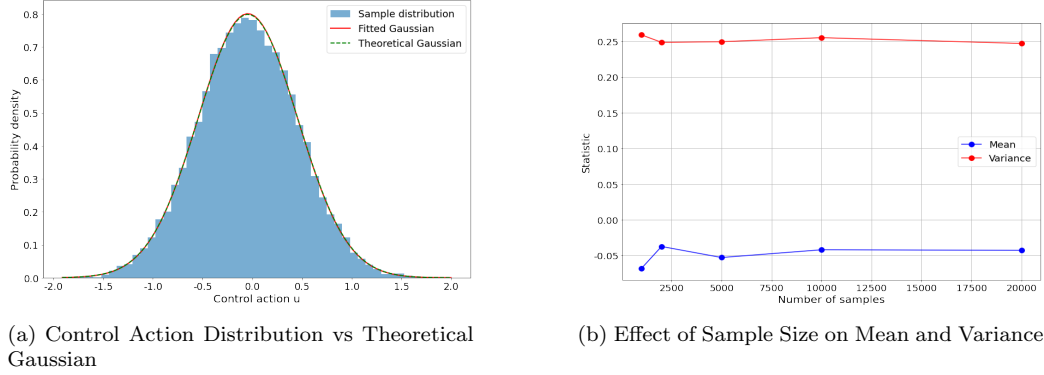 0.8
0.7
0.6
0.5
0.4
0.3
0.2
0.1
0.0
Probability density
Sample distribution
Fitted Gaussian
Theoretical Gaussian
-2.0 -1.5 -1.0 -0.5 0.0 0.5 1.0 1.5 2.0
Control action u
(a) Control Action Distribution vs Theoretical
Gaussian
0.25
0.20
0.15
0.10
0.05
0.00
-0.05
Statistic
Mean
Variance
2500 5000 7500 10000 12500 15000 17500 20000
Number of samples
(b) Effect of Sample Size on Mean and Variance